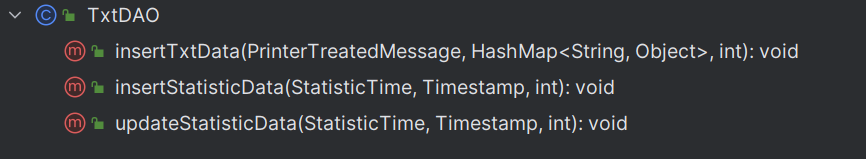 TxtDAO
insertTxtData(PrinterTreatedMessage, HashMap<String, Object>, int): void
insertStatisticData(StatisticTime, Timestamp, int): void
updateStatisticData(StatisticTime, Timestamp, int): void